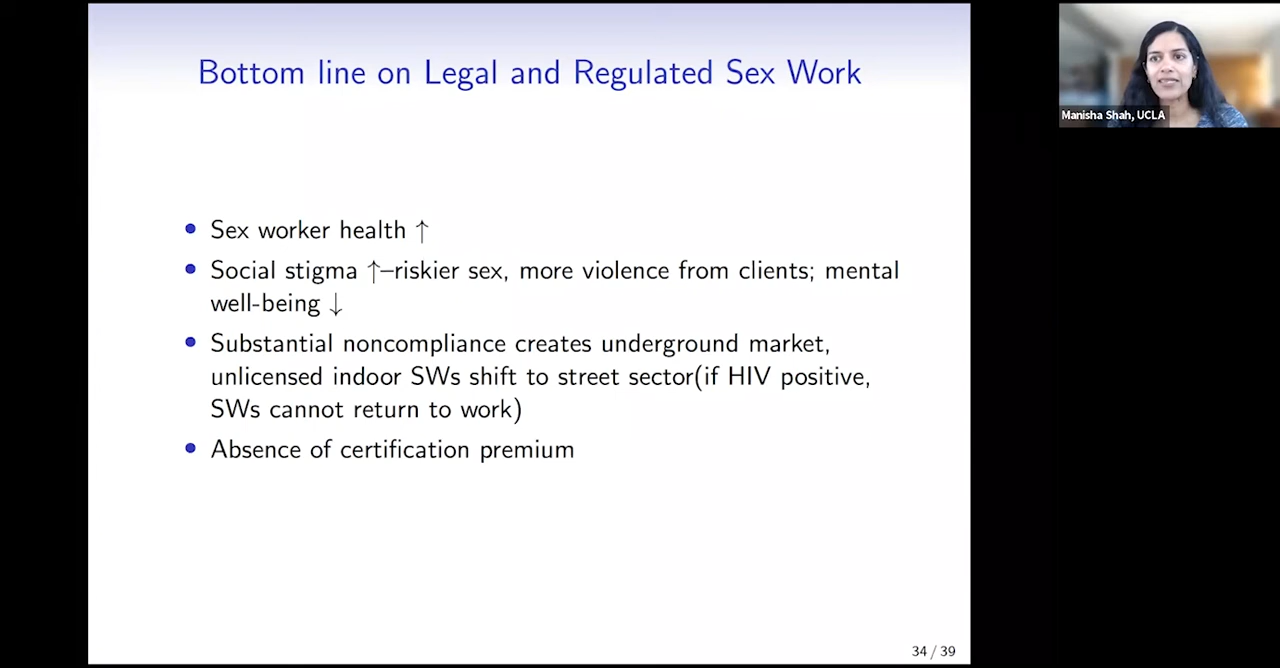 Bottom line on Legal and Regulated Sex Work
• Sex worker health ↑
• Social stigma ↑–riskier sex, more violence from clients; mental
well-being ↓
• Substantial noncompliance creates underground market,
unlicensed indoor SWs shift to street sector(if HIV positive,
SWs cannot return to work)
• Absence of certification premium
34 / 39
Manisha Shah, UCLA